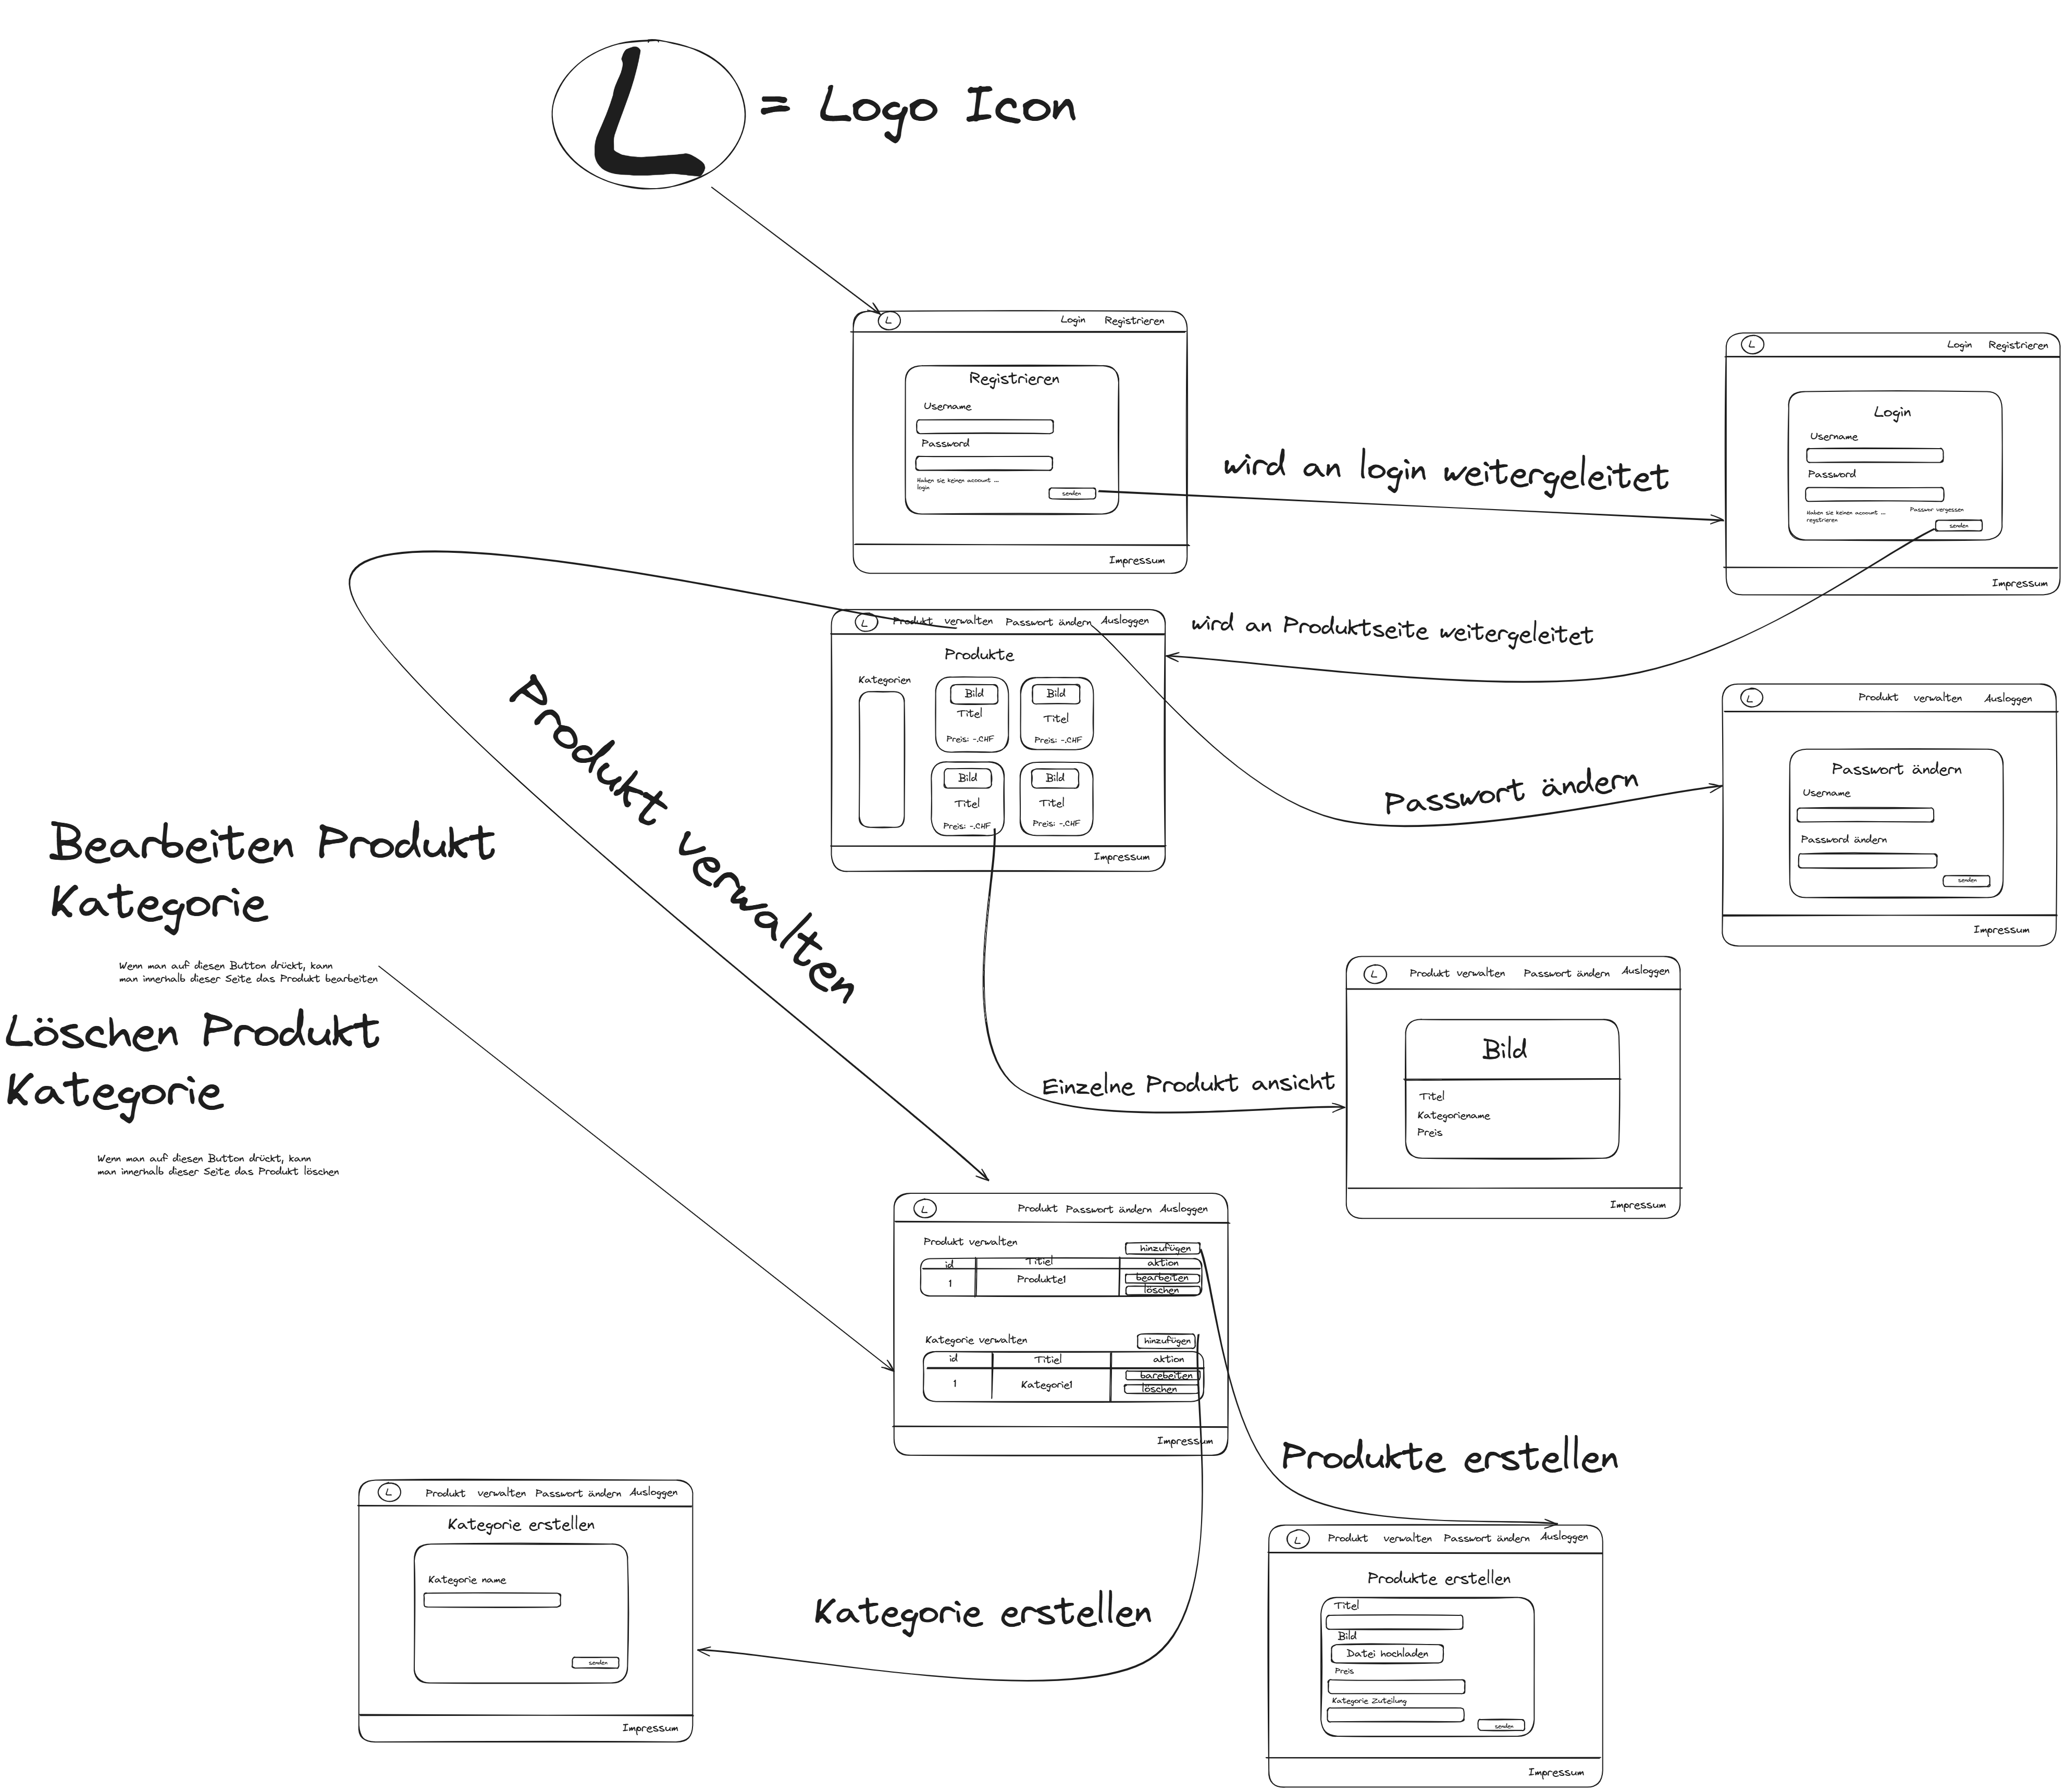 L
= Logo Icon
L
Login Registrieren
Registrieren
Username
Password
Haben sie keinen acoount ...
login
senden
Impressum
wird an login weitergeleitet
L
Login Registrieren
Login
Username
Password
Haben sie keinen acoount ...
regstrieren
Passwor vergessen
senden
Impressum
wird an Produktseite weitergeleitet
L
Produkt verwalten Passwort ändern Ausloggen
Produkte
Kategorien
Bild
Titel
Preis: -.CHF
Bild
Titel
Preis: -.CHF
Bild
Titel
Preis: -.CHF
Bild
Titel
Preis: -.CHF
Impressum
Passwort ändern
L
Produkt verwalten Ausloggen
Passwort ändern
Username
Password ändern
senden
Impressum
Produkt verwalten
Bearbeiten Produkt
Kategorie
Wenn man auf diesen Button drückt, kann
man innerhalb dieser Seite das Produkt bearbeiten
Löschen Produkt
Kategorie
Wenn man auf diesen Button drückt, kann
man innerhalb dieser Seite das Produkt löschen
Einzelne Produkt ansicht
L
Produkt verwalten Passwort ändern Ausloggen
Bild
Titel
Kategoriename
Preis
Impressum
L
Produkt Passwort ändern Ausloggen
Produkt verwalten
hinzufügen
id Titiel aktion
1 Produkte1
bearbeiten
löschen
Kategorie verwalten
hinzufügen
id Titiel aktion
1 Kategorie1
barebeiten
löschen
Impressum
Produkte erstellen
L
Produkt verwalten Passwort ändern Ausloggen
Kategorie erstellen
Kategorie name
senden
Impressum
Kategorie erstellen
L
Produkt verwalten Passwort ändern Ausloggen
Produkte erstellen
Titel
Bild
Datei hochladen
Preis
Kategorie Zuteilung
senden
Impressum